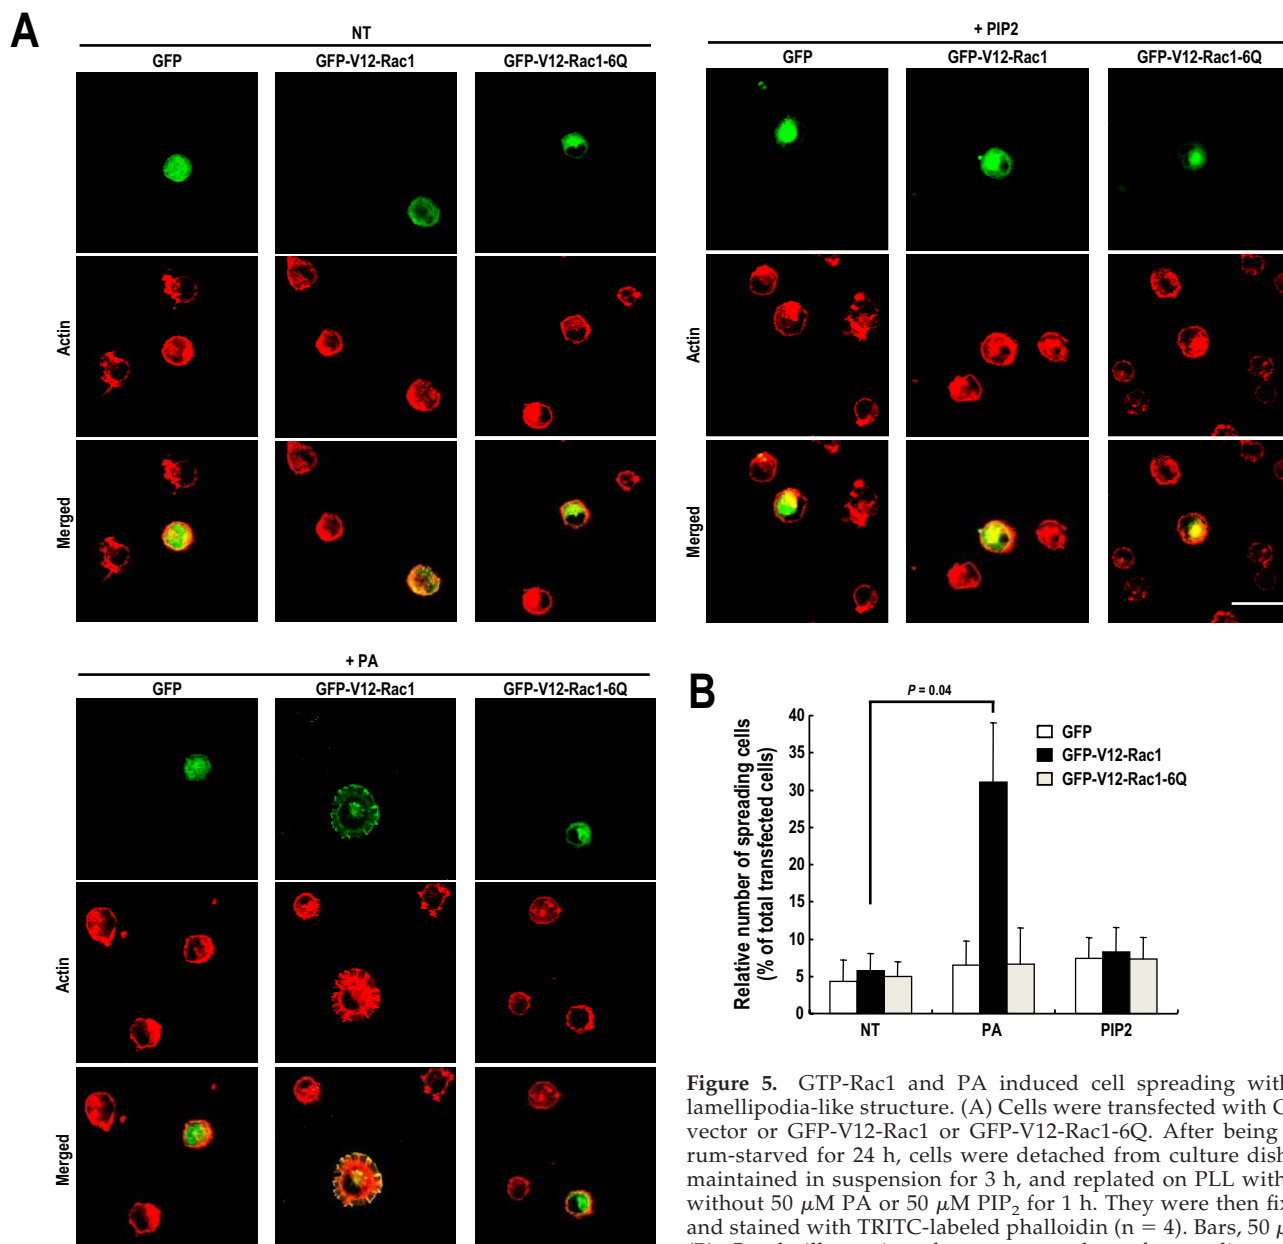 A
NT
GFP
GFP-V12-Rac1
GFP-V12-Rac1-6Q
Actin
Merged
+ PIP2
GFP
GFP-V12-Rac1
GFP-V12-Rac1-6Q
Actin
Merged
+ PA
GFP
GFP-V12-Rac1
GFP-V12-Rac1-6Q
Actin
Merged
B
P = 0.04
Relative number of spreading cells
(% of total transfected cells)
40
35
30
25
20
15
10
5
0
GFP
GFP-V12-Rac1
GFP-V12-Rac1-6Q
NT
PA
PIP2
Figure 5. GTP-Rac1 and PA induced cell spreading with
lamellipodia-like structure. (A) Cells were transfected with
vector or GFP-V12-Rac1 or GFP-V12-Rac1-6Q. After being
rum-starved for 24 h, cells were detached from culture dish
maintained in suspension for 3 h, and replated on PLL with
without 50 μM PA or 50 μM PIP2 for 1 h. They were then fix
and stained with TRITC-labeled phalloidin (n = 4). Bars, 50 μ